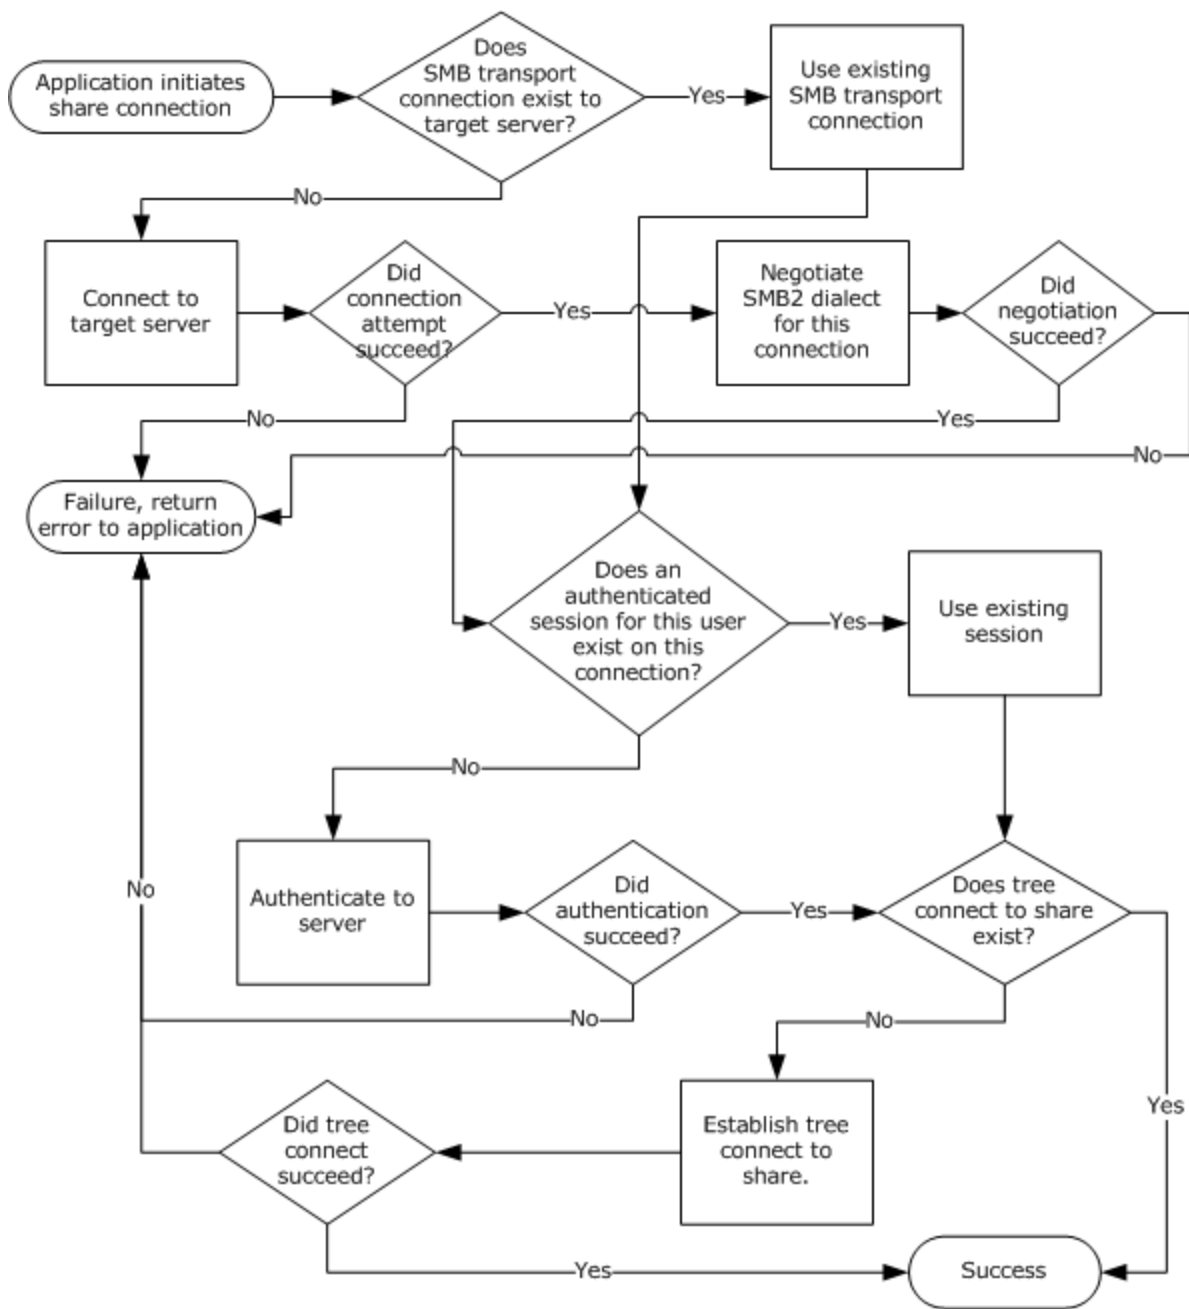 Application initiates
share connection
Does
SMB transport
connection exist to
target server?
Yes
Use existing
SMB transport
connection
No
Connect to
target server
Did
connection
attempt
succeed?
Yes
Negotiate
SMB2 dialect
for this
connection
Did
negotiation
succeed?
No
Yes
No
Failure, return
error to application
Does an
authenticated
session for this user
exist on this
connection?
Yes
Use existing
session
No
No
Authenticate to
server
Did
authentication
succeed?
Yes
Does tree
connect to share
exist?
No
No
Yes
Did tree
connect
succeed?
Establish tree
connect to
share.
Yes
Success